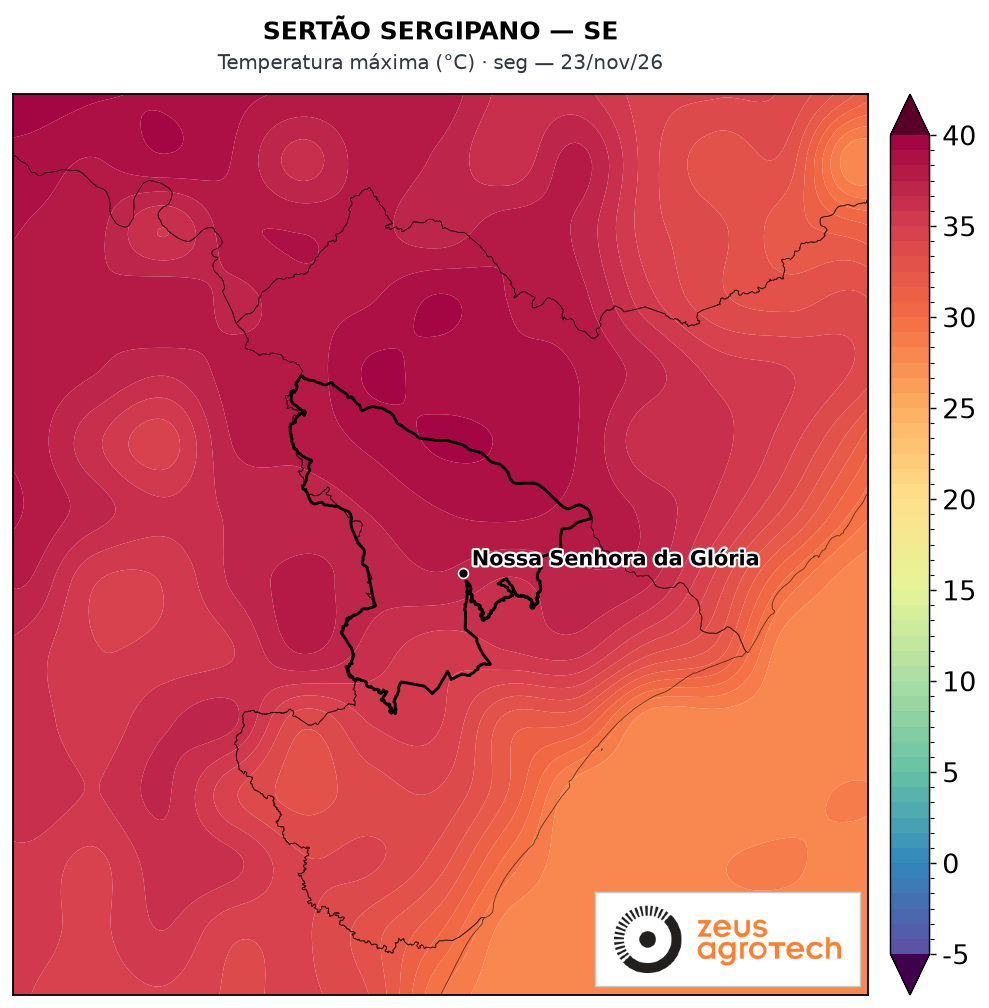 SERTÃO SERGIPANO — SE
Temperatura máxima (°C) · seg — 23/nov/26
40
35
30
25
20
15
10
5
0
-5
Nossa Senhora da Glória
zeus
agrotech